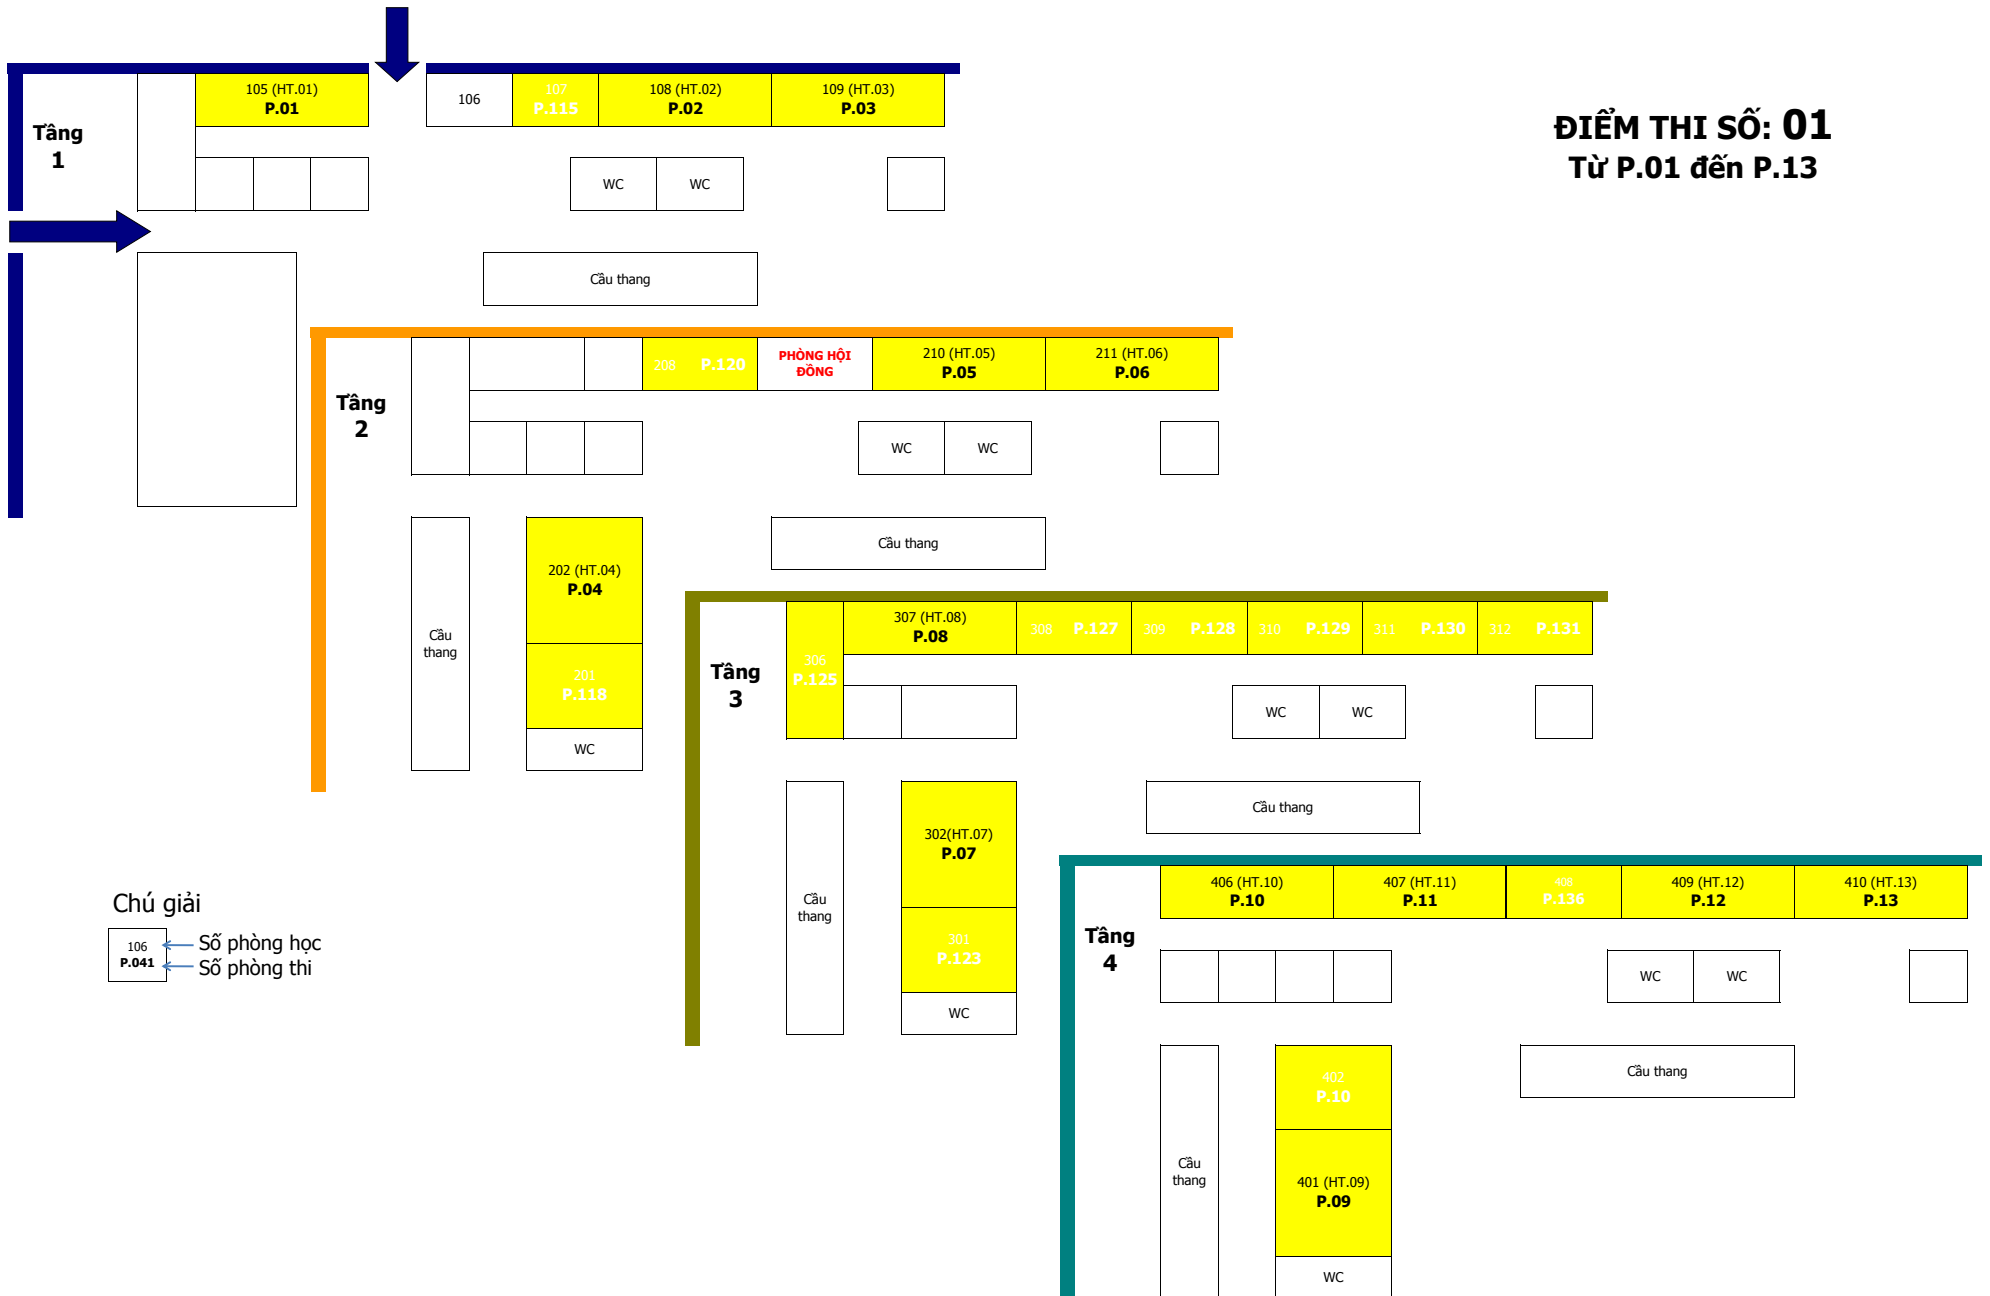 ĐIỂM THI SỐ: 01
Từ P.01 đến P.13
Tầng
1
105 (HT.01)
P.01
106
107
P.115
108 (HT.02)
P.02
109 (HT.03)
P.03
WC
WC
Cầu thang
Tầng
2
208 P.120
PHÒNG HỘI
ĐỒNG
210 (HT.05)
P.05
211 (HT.06)
P.06
WC
WC
Cầu thang
Cầu
thang
202 (HT.04)
P.04
201
P.118
WC
Tầng
3
306
P.125
307 (HT.08)
P.08
308 P.127
309 P.128
310 P.129
311 P.130
312 P.131
WC
WC
Cầu thang
Cầu
thang
302(HT.07)
P.07
301
P.123
WC
Tầng
4
406 (HT.10)
P.10
407 (HT.11)
P.11
408
P.136
409 (HT.12)
P.12
410 (HT.13)
P.13
WC
WC
Cầu thang
Cầu
thang
402
P.10
401 (HT.09)
P.09
WC
Chú giải
106
P.041
Số phòng học
Số phòng thi